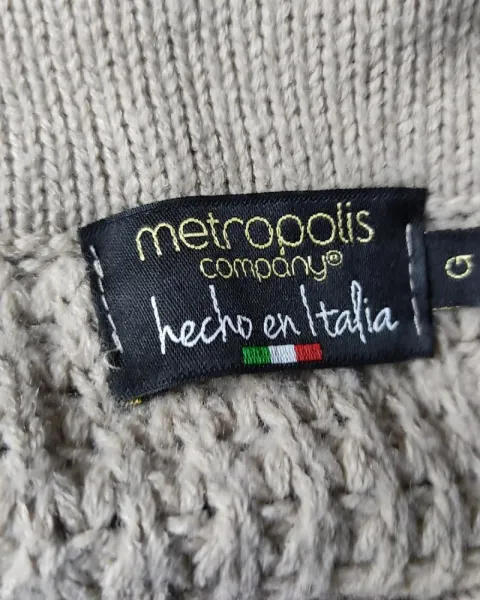 metropolis
company®
hecho en Italia
G